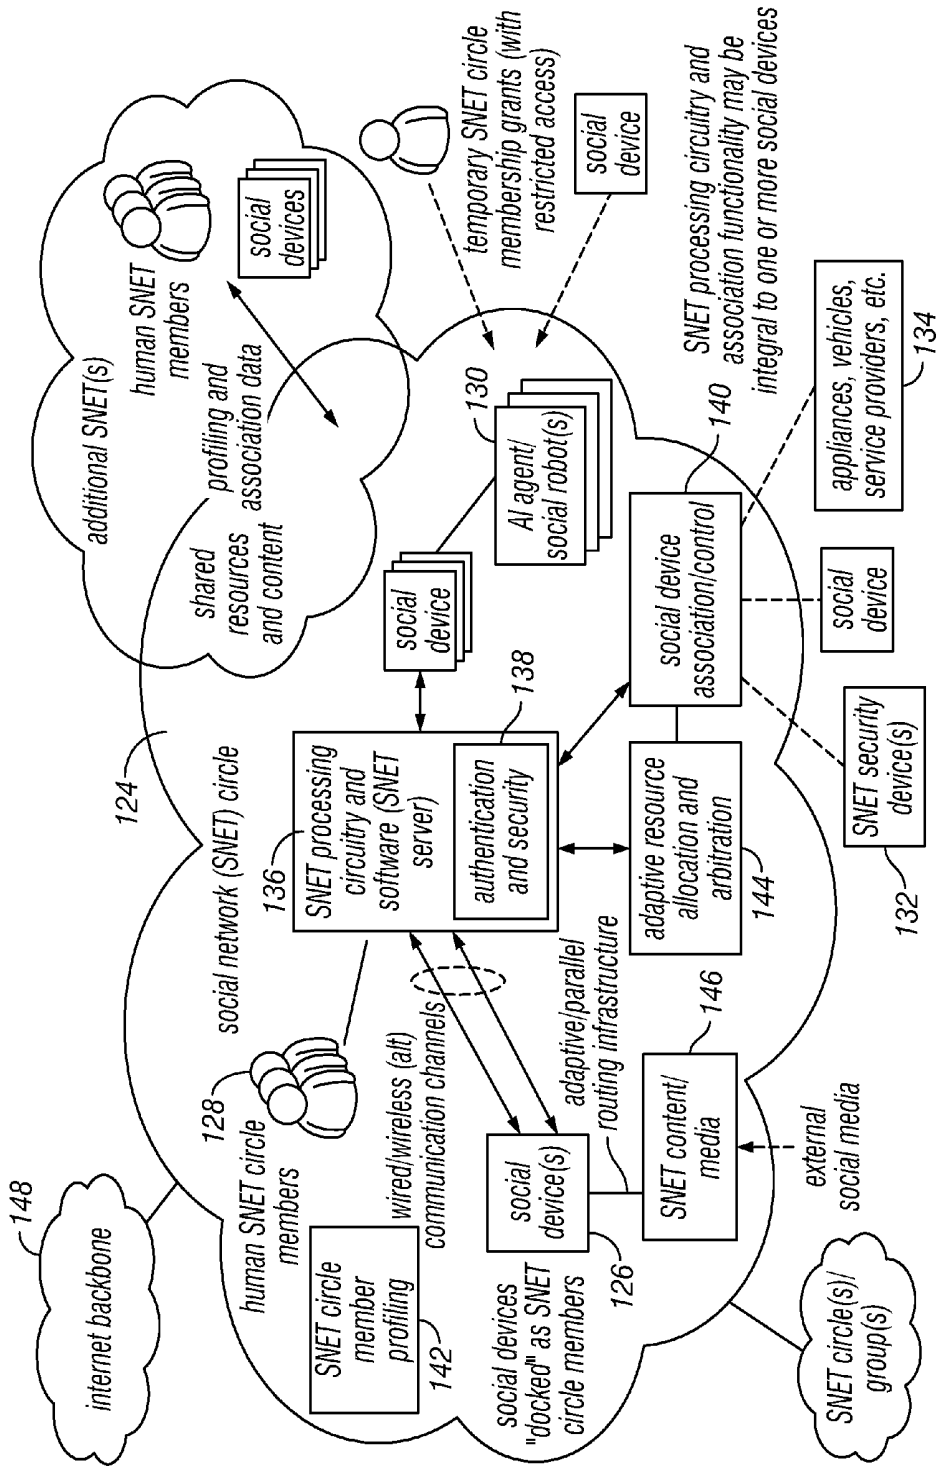 148
internet backbone
124
social network (SNET) circle
additional SNET(s)
human SNET
members
social
devices
profiling and
association data
shared
resources
and content
128
human SNET circle
members
136
SNET processing
circuitry and
software (SNET
server)
138
authentication
and security
social
device
130
AI agent/
social robot(s)
temporary SNET circle
membership grants (with
restricted access)
social
device
SNET circle
member
profiling
142
wired/wireless (alt)
communication channels
social devices
"docked" as SNET
circle members
social
device(s)
126
adaptive/parallel
routing infrastructure
146
SNET content/
media
external
social media
adaptive resource
allocation and
arbitration
144
social device
association/control
140
SNET processing circuitry and
association functionality may be
integral to one or more social devices
SNET circle(s)/
group(s)
SNET security
device(s)
132
social
device
appliances, vehicles,
service providers, etc.
134